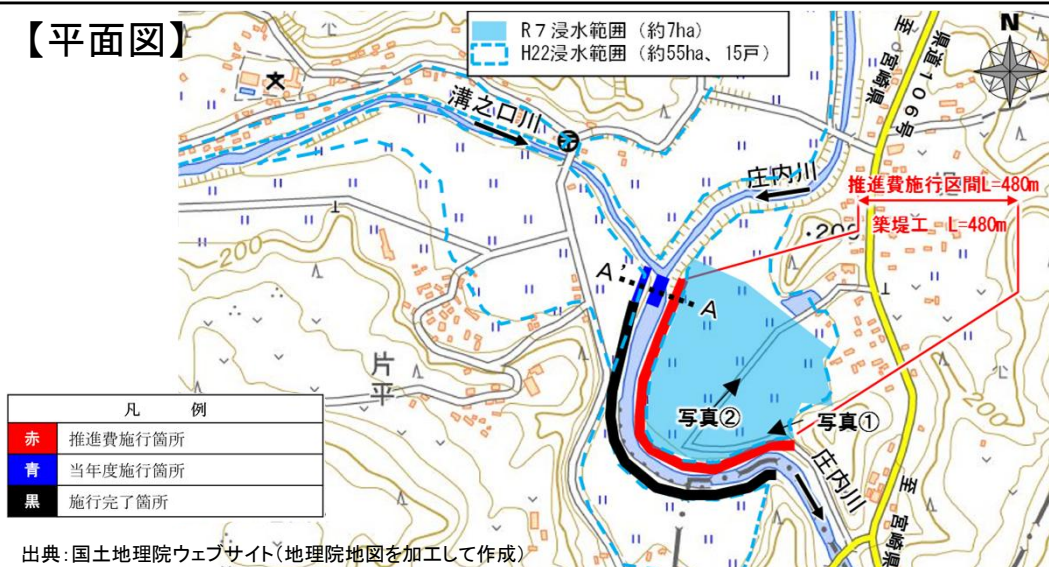 【平面図】
R7浸水範囲(約7ha)
H22浸水範囲(約55ha、15戸)
N
至 宮崎県
県道106号
溝之口川
庄内川
推進費施行区間L=480m
築堤工 L=480m
200
200
A'
A
片平
写真②
写真①
200
庄内川
至 宮崎県
凡 例
赤 推進費施行箇所
青 当年度施行箇所
黒 施行完了箇所
出典:国土地理院ウェブサイト(地理院地図を加工して作成)